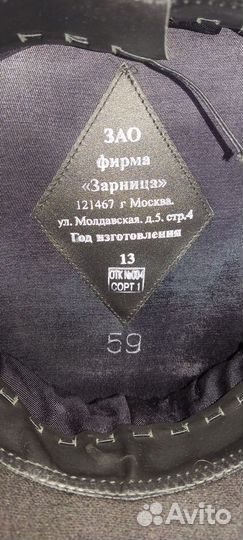 ЗАО
фирма
«Зарница»
121467 г Москва.
ул. Молдавская. д.5. стр.4
Год изготовления
13
ОТК №004
СОРТ 1
59
Avito